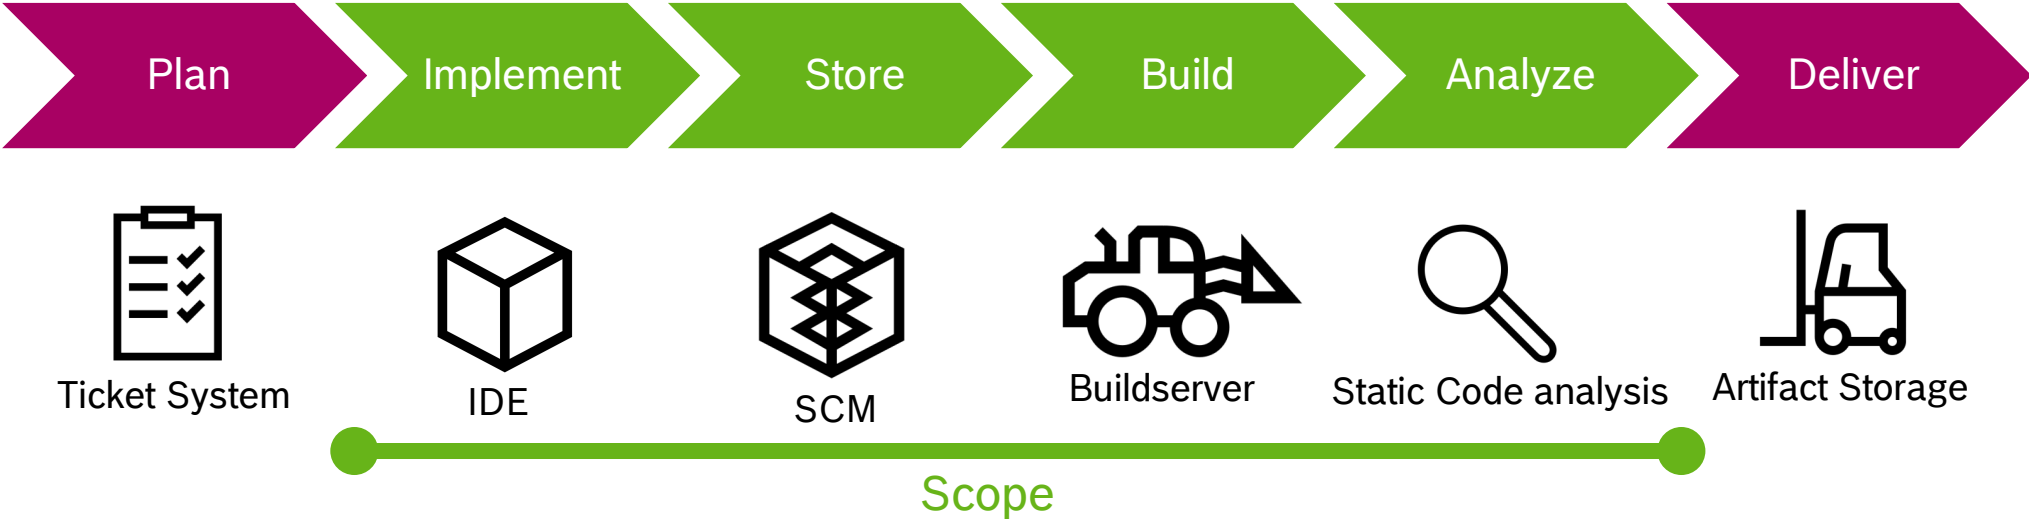 Plan
Implement
Store
Build
Analyze
Deliver
Ticket System
IDE
SCM
Buildserver
Static Code analysis
Artifact Storage
Scope